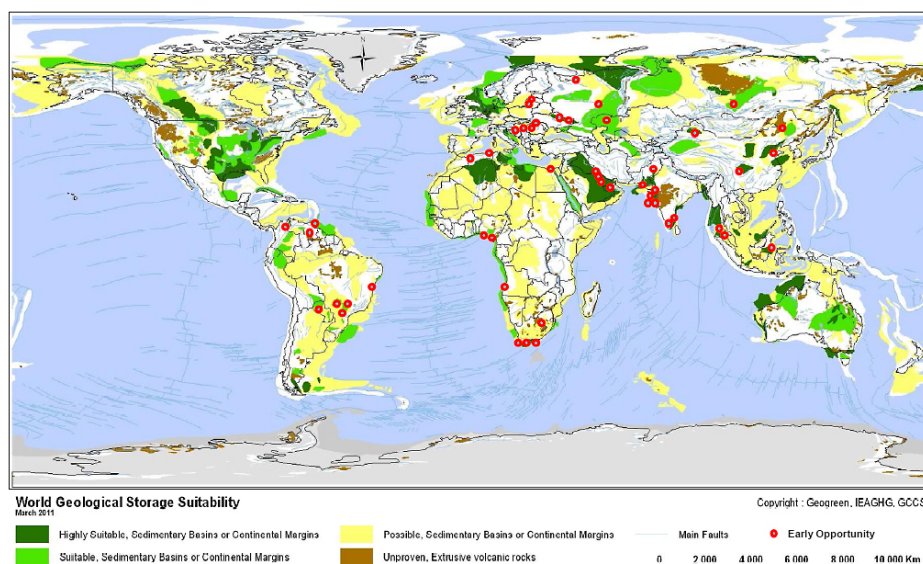 World Geological Storage Suitability
March 2011
Copyright : Geogreen, IEAGHG, GCCS
Highly Suitable, Sedimentary Basins or Continental Margins
Possible, Sedimentary Basins or Continental Margins
Main Faults
Early Opportunity
Suitable, Sedimentary Basins or Continental Margins
Unproven, Extrusive volcanic rocks
0 2 000 4 000 6 000 8 000 10 000 Km